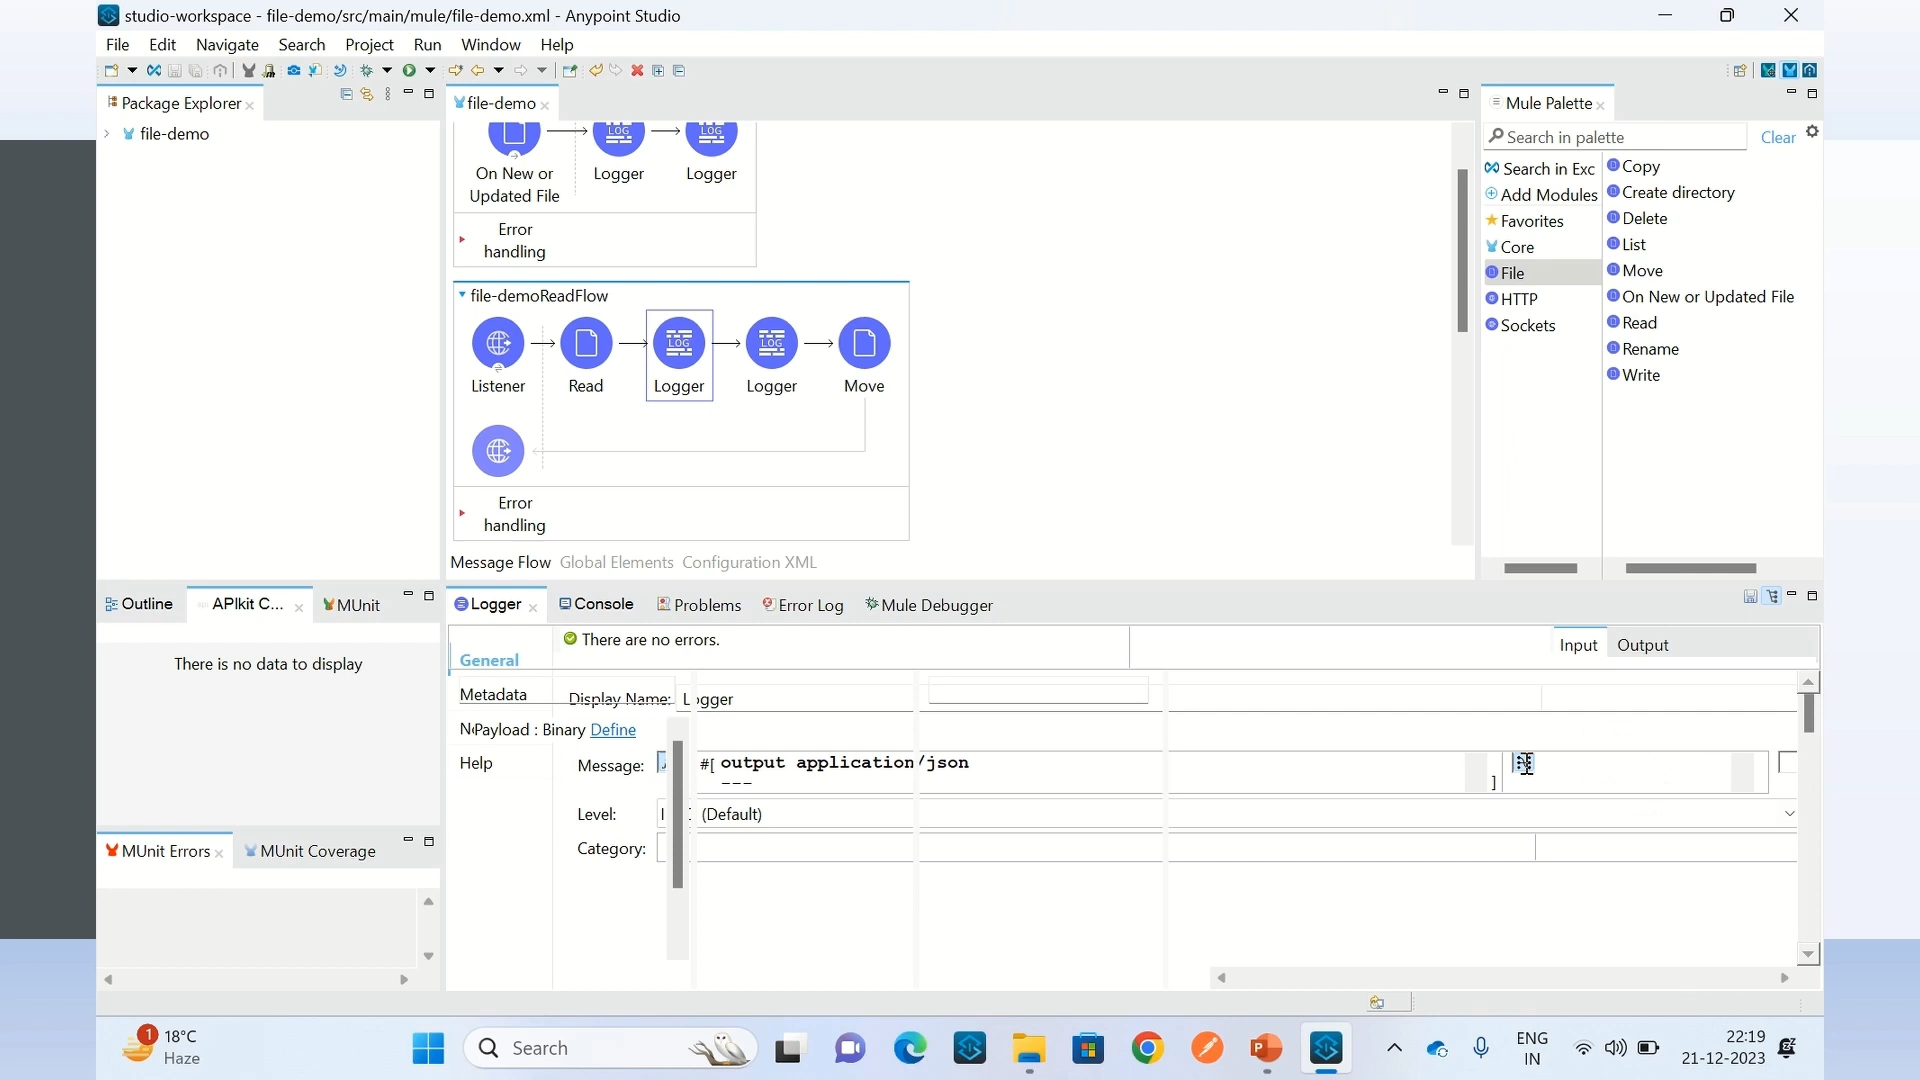 studio-workspace - file-demo/src/main/mule/file-demo.xml - Anypoint Studio
File Edit Navigate Search Project Run Window Help
Package Explorer
file-demo
file-demo
LOG LOG
On New or Updated File
Logger
Logger
Error handling
file-demoReadFlow
LOG LOG
Listener Read Logger Logger Move
Error handling
Message Flow Global Elements Configuration XML
Mule Palette
Search in palette
Clear
Search in Exc
Add Modules
Favorites
Core
File
HTTP
Sockets
Copy
Create directory
Delete
List
Move
On New or Updated File
Read
Rename
Write
Outline APIkit C... MUnit
There is no data to display
MUnit Errors MUnit Coverage
Logger Console Problems Error Log Mule Debugger
There are no errors.
Input Output
General
Metadata
Display Name: Logger
Payload : Binary Define
Help
Message: #[ output application/json
--- ]
Level: (Default)
Category:
1
18°C
Haze
Search
ENG
IN
22:19
21-12-2023